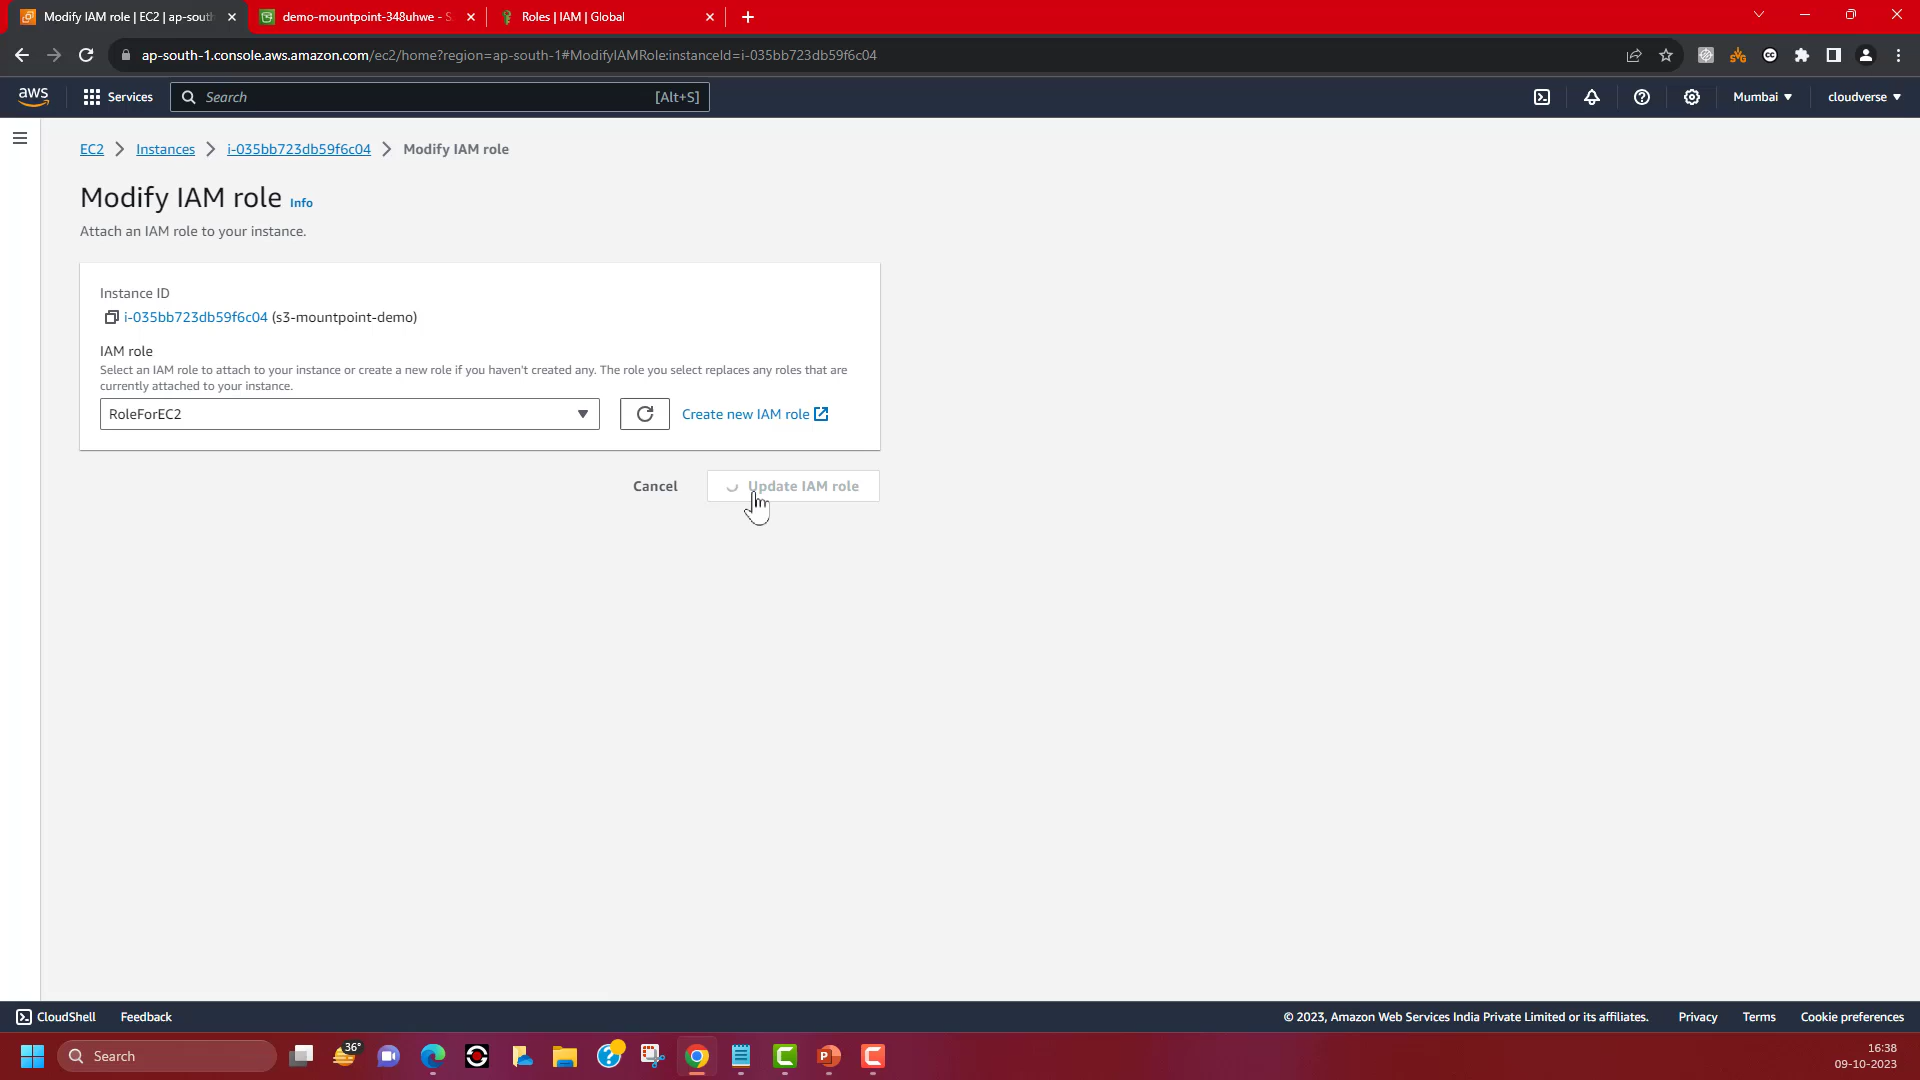 Modify IAM role | EC2 | ap-south
demo-mountpoint-348uhwe - S
Roles | IAM | Global
ap-south-1.console.aws.amazon.com/ec2/home?region=ap-south-1#ModifyIAMRole:instanceId=i-035bb723db59f6c04
aws
Services
Search
[Alt+S]
Mumbai
cloudverse
EC2
Instances
i-035bb723db59f6c04
Modify IAM role
Modify IAM role Info
Attach an IAM role to your instance.
Instance ID
i-035bb723db59f6c04 (s3-mountpoint-demo)
IAM role
Select an IAM role to attach to your instance or create a new role if you haven't created any. The role you select replaces any roles that are
currently attached to your instance.
RoleForEC2
Create new IAM role
Cancel
Update IAM role
CloudShell
Feedback
© 2023, Amazon Web Services India Private Limited or its affiliates.
Privacy
Terms
Cookie preferences
Search
36°
16:38
09-10-2023